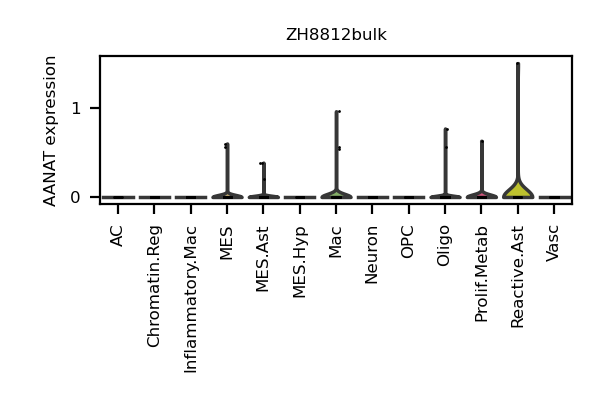 ZH8812bulk
AANAT expression
1
0
AC
Chromatin.Reg
Inflammatory.Mac
MES
MES.Ast
MES.Hyp
Mac
Neuron
OPC
Oligo
Prolif.Metab
Reactive.Ast
Vasc